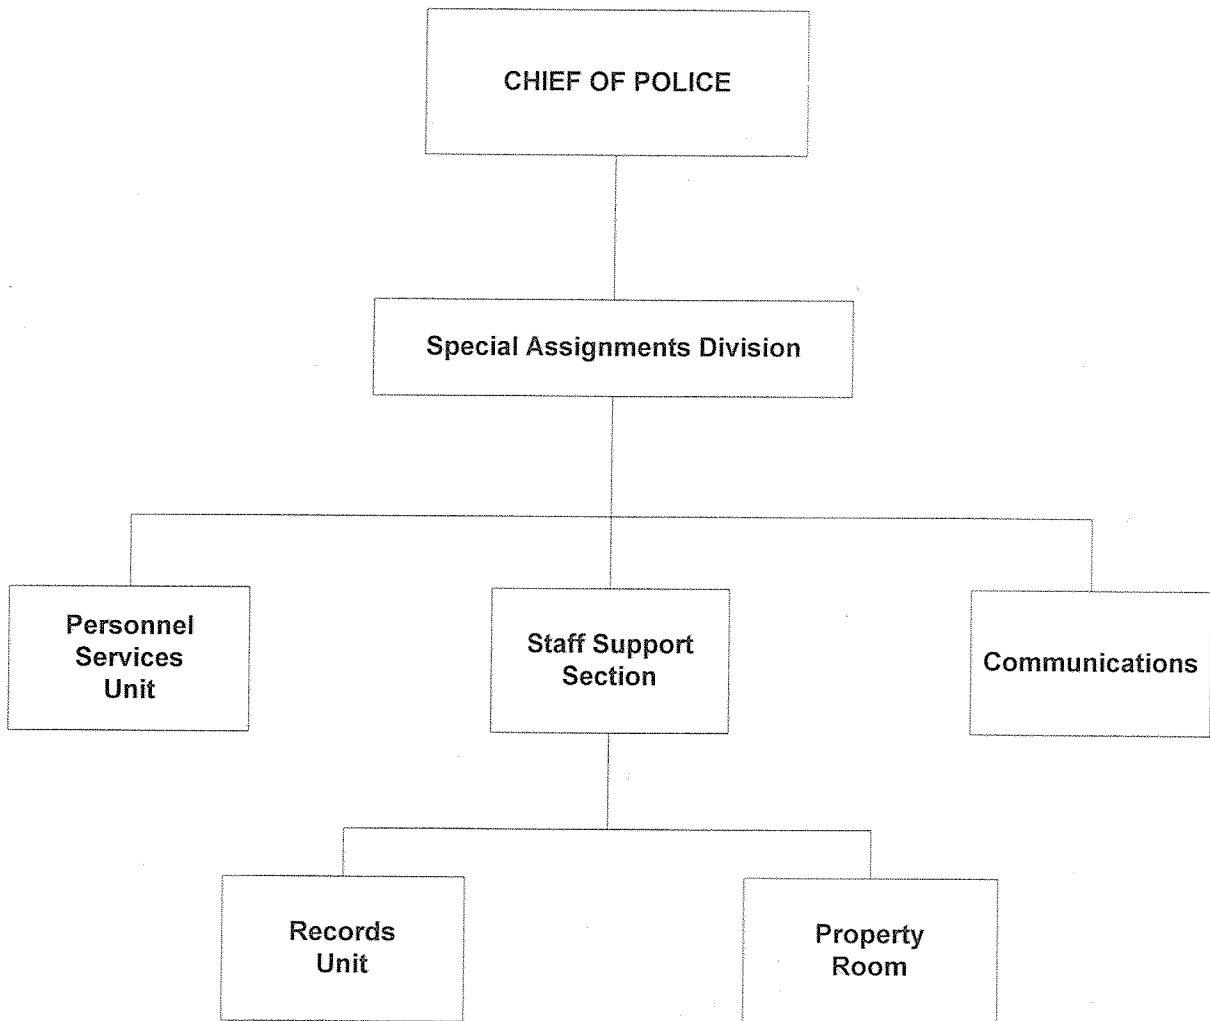 CHIEF OF POLICE
Special Assignments Division
Personnel
Services
Unit
Staff Support
Section
Communications
Records
Unit
Property
Room